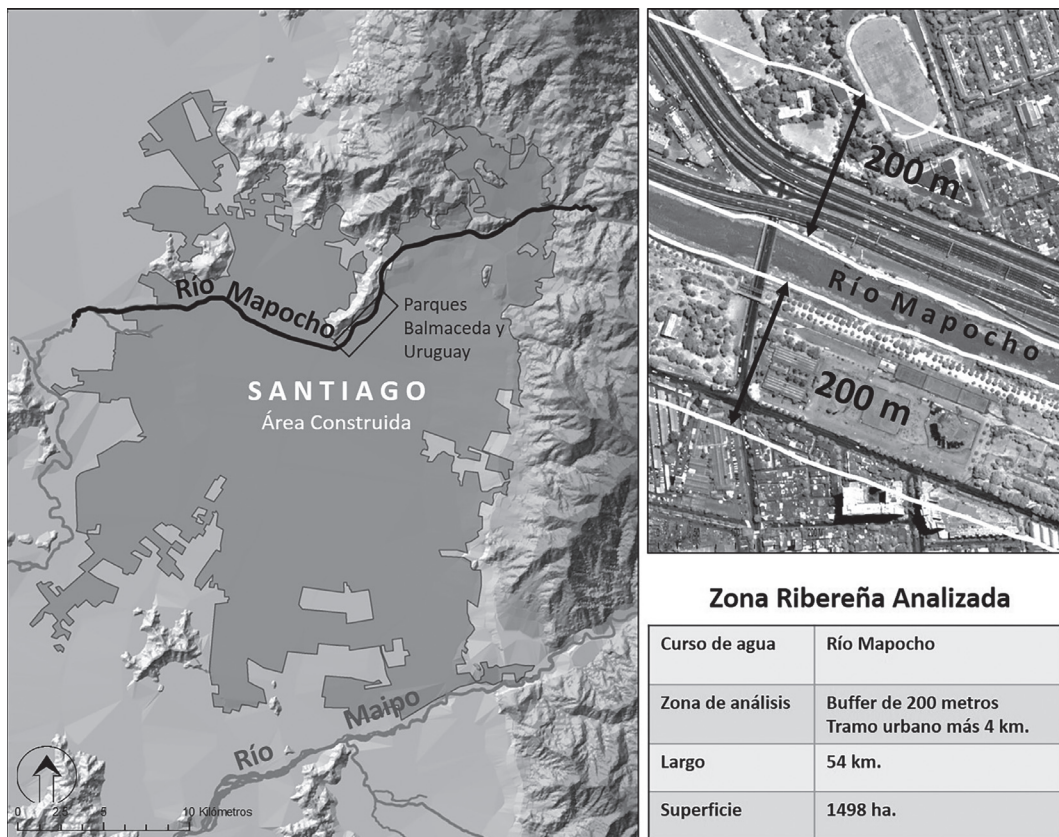 Río Mapocho
Parques
Balmaceda y
Uruguay
SANTIAGO
Área Construida
Río Maipo
0 2.5 5 10 Kilómetros
200 m
Río Mapocho
200 m
Zona Ribereña Analizada
Curso de agua Río Mapocho
Zona de análisis Buffer de 200 metros
Tramo urbano más 4 km.
Largo 54 km.
Superficie 1498 ha.